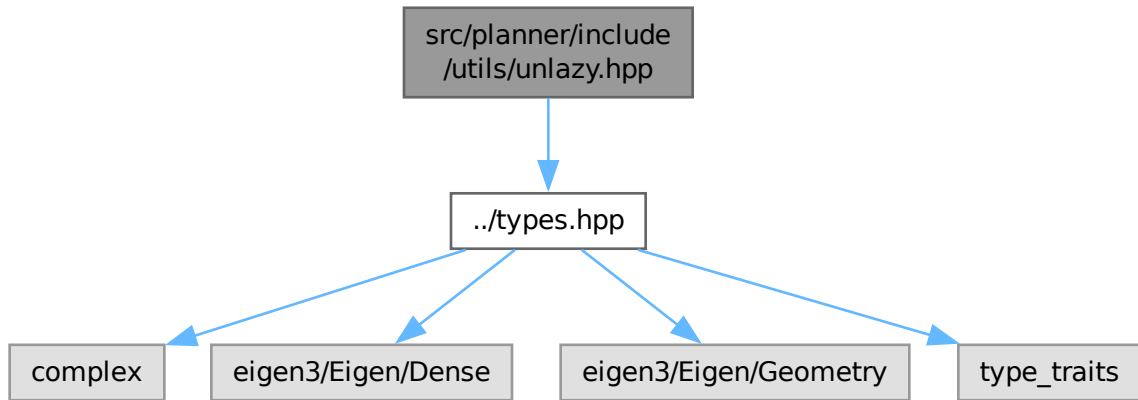 src/planner/include
/utils/unlazy.hpp
../types.hpp
complex
eigen3/Eigen/Dense
eigen3/Eigen/Geometry
type_traits